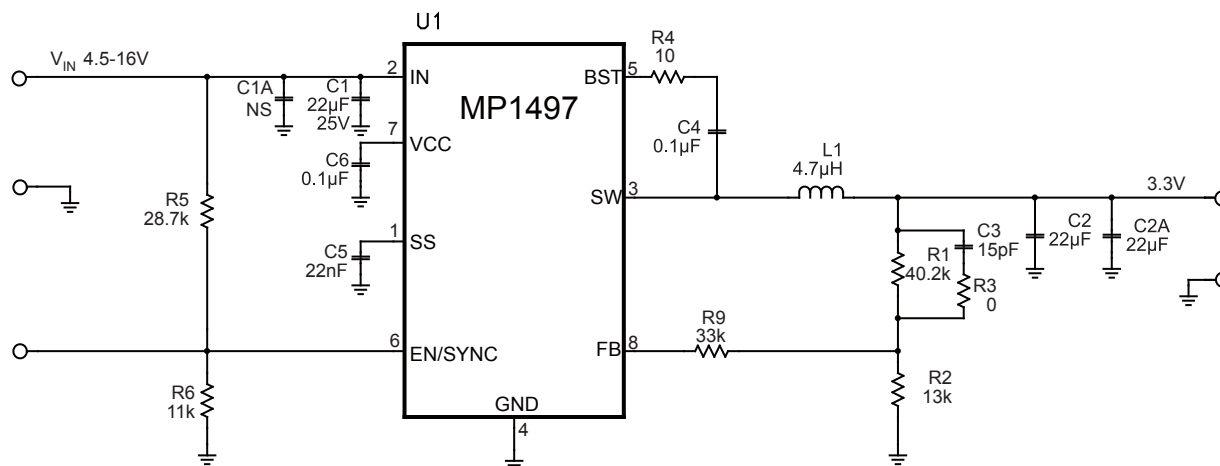 U1
V_IN 4.5-16V
2
IN
C1A
NS
C1
22µF
25V
7
VCC
C6
0.1µF
1
SS
C5
22nF
R5
28.7k
6
EN/SYNC
R6
11k
MP1497
GND
4
BST
5
R4
10
C4
0.1µF
SW
3
L1
4.7µH
3.3V
C2
22µF
C2A
22µF
C3
15pF
R1
40.2k
R3
0
FB
8
R9
33k
R2
13k